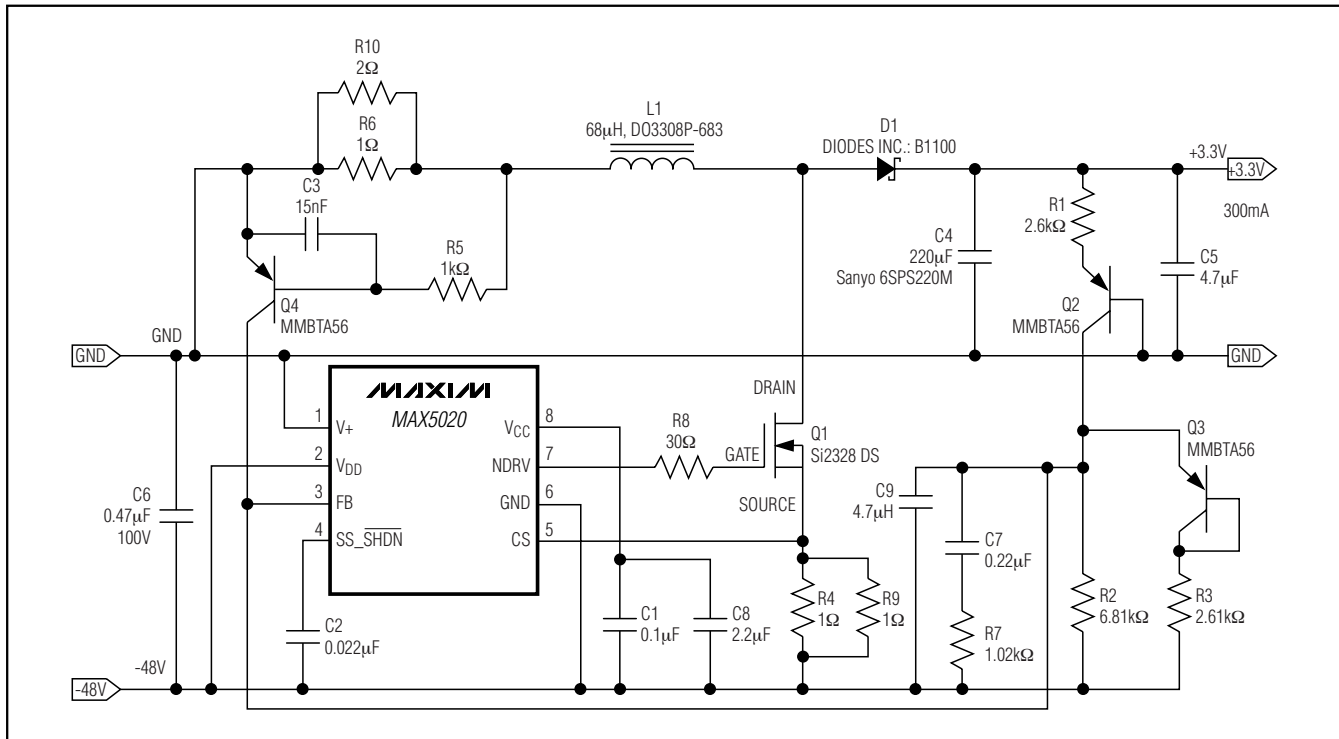 R10
2Ω
R6
1Ω
C3
15nF
R5
1kΩ
Q4
MMBTA56
L1
68µH, DO3308P-683
D1
DIODES INC.: B1100
+3.3V
+3.3V
300mA
R1
2.6kΩ
C4
220µF
Sanyo 6SPS220M
C5
4.7µF
Q2
MMBTA56
GND
GND
GND
MAXIM
MAX5020
1
V+
2
VDD
3
FB
4
SS_SHDN
8
VCC
7
NDRV
6
GND
5
CS
R8
30Ω
DRAIN
GATE
SOURCE
Q1
Si2328 DS
Q3
MMBTA56
C6
0.47µF
100V
C2
0.022µF
C1
0.1µF
C8
2.2µF
R4
1Ω
R9
1Ω
C9
4.7µH
C7
0.22µF
R7
1.02kΩ
R2
6.81kΩ
R3
2.61kΩ
-48V
-48V